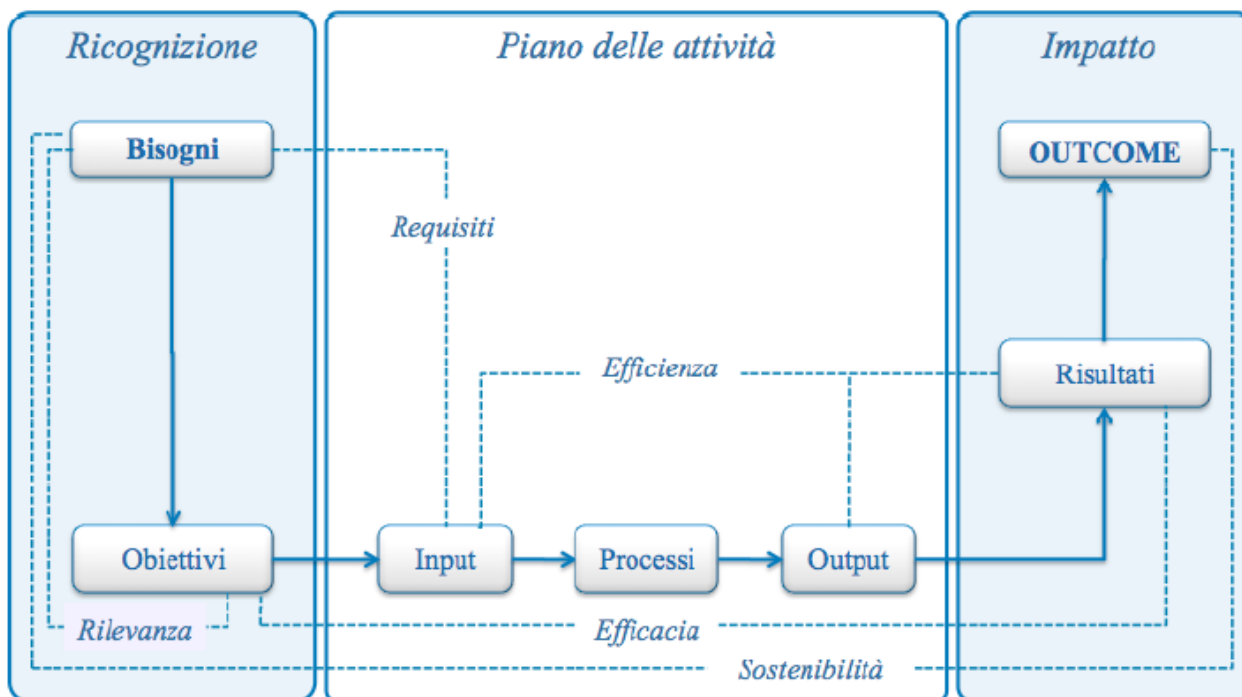 Ricognizione
Piano delle attività
Impatto
Bisogni
OUTCOME
Requisiti
Efficienza
Risultati
Obiettivi
Input
Processi
Output
Rilevanza
Efficacia
Sostenibilità